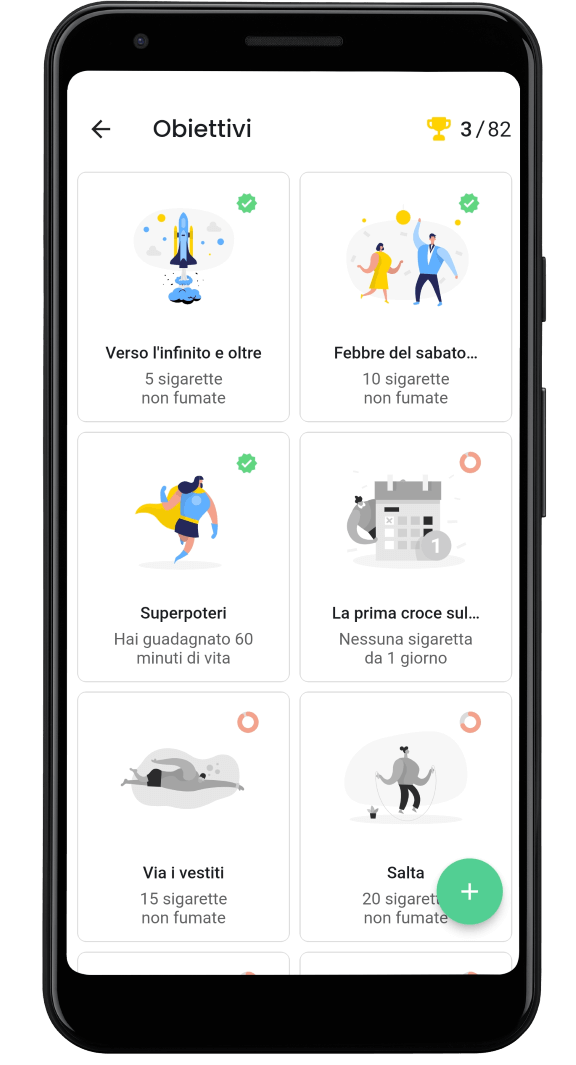 Obiettivi
3/82
Verso l'infinito e oltre
5 sigarette
non fumate
Febbre del sabato...
10 sigarette
non fumate
Superpoteri
Hai guadagnato 60
minuti di vita
La prima croce sul...
Nessuna sigaretta
da 1 giorno
1
Via i vestiti
15 sigarette
non fumate
Salta
20 sigarett
non fumate